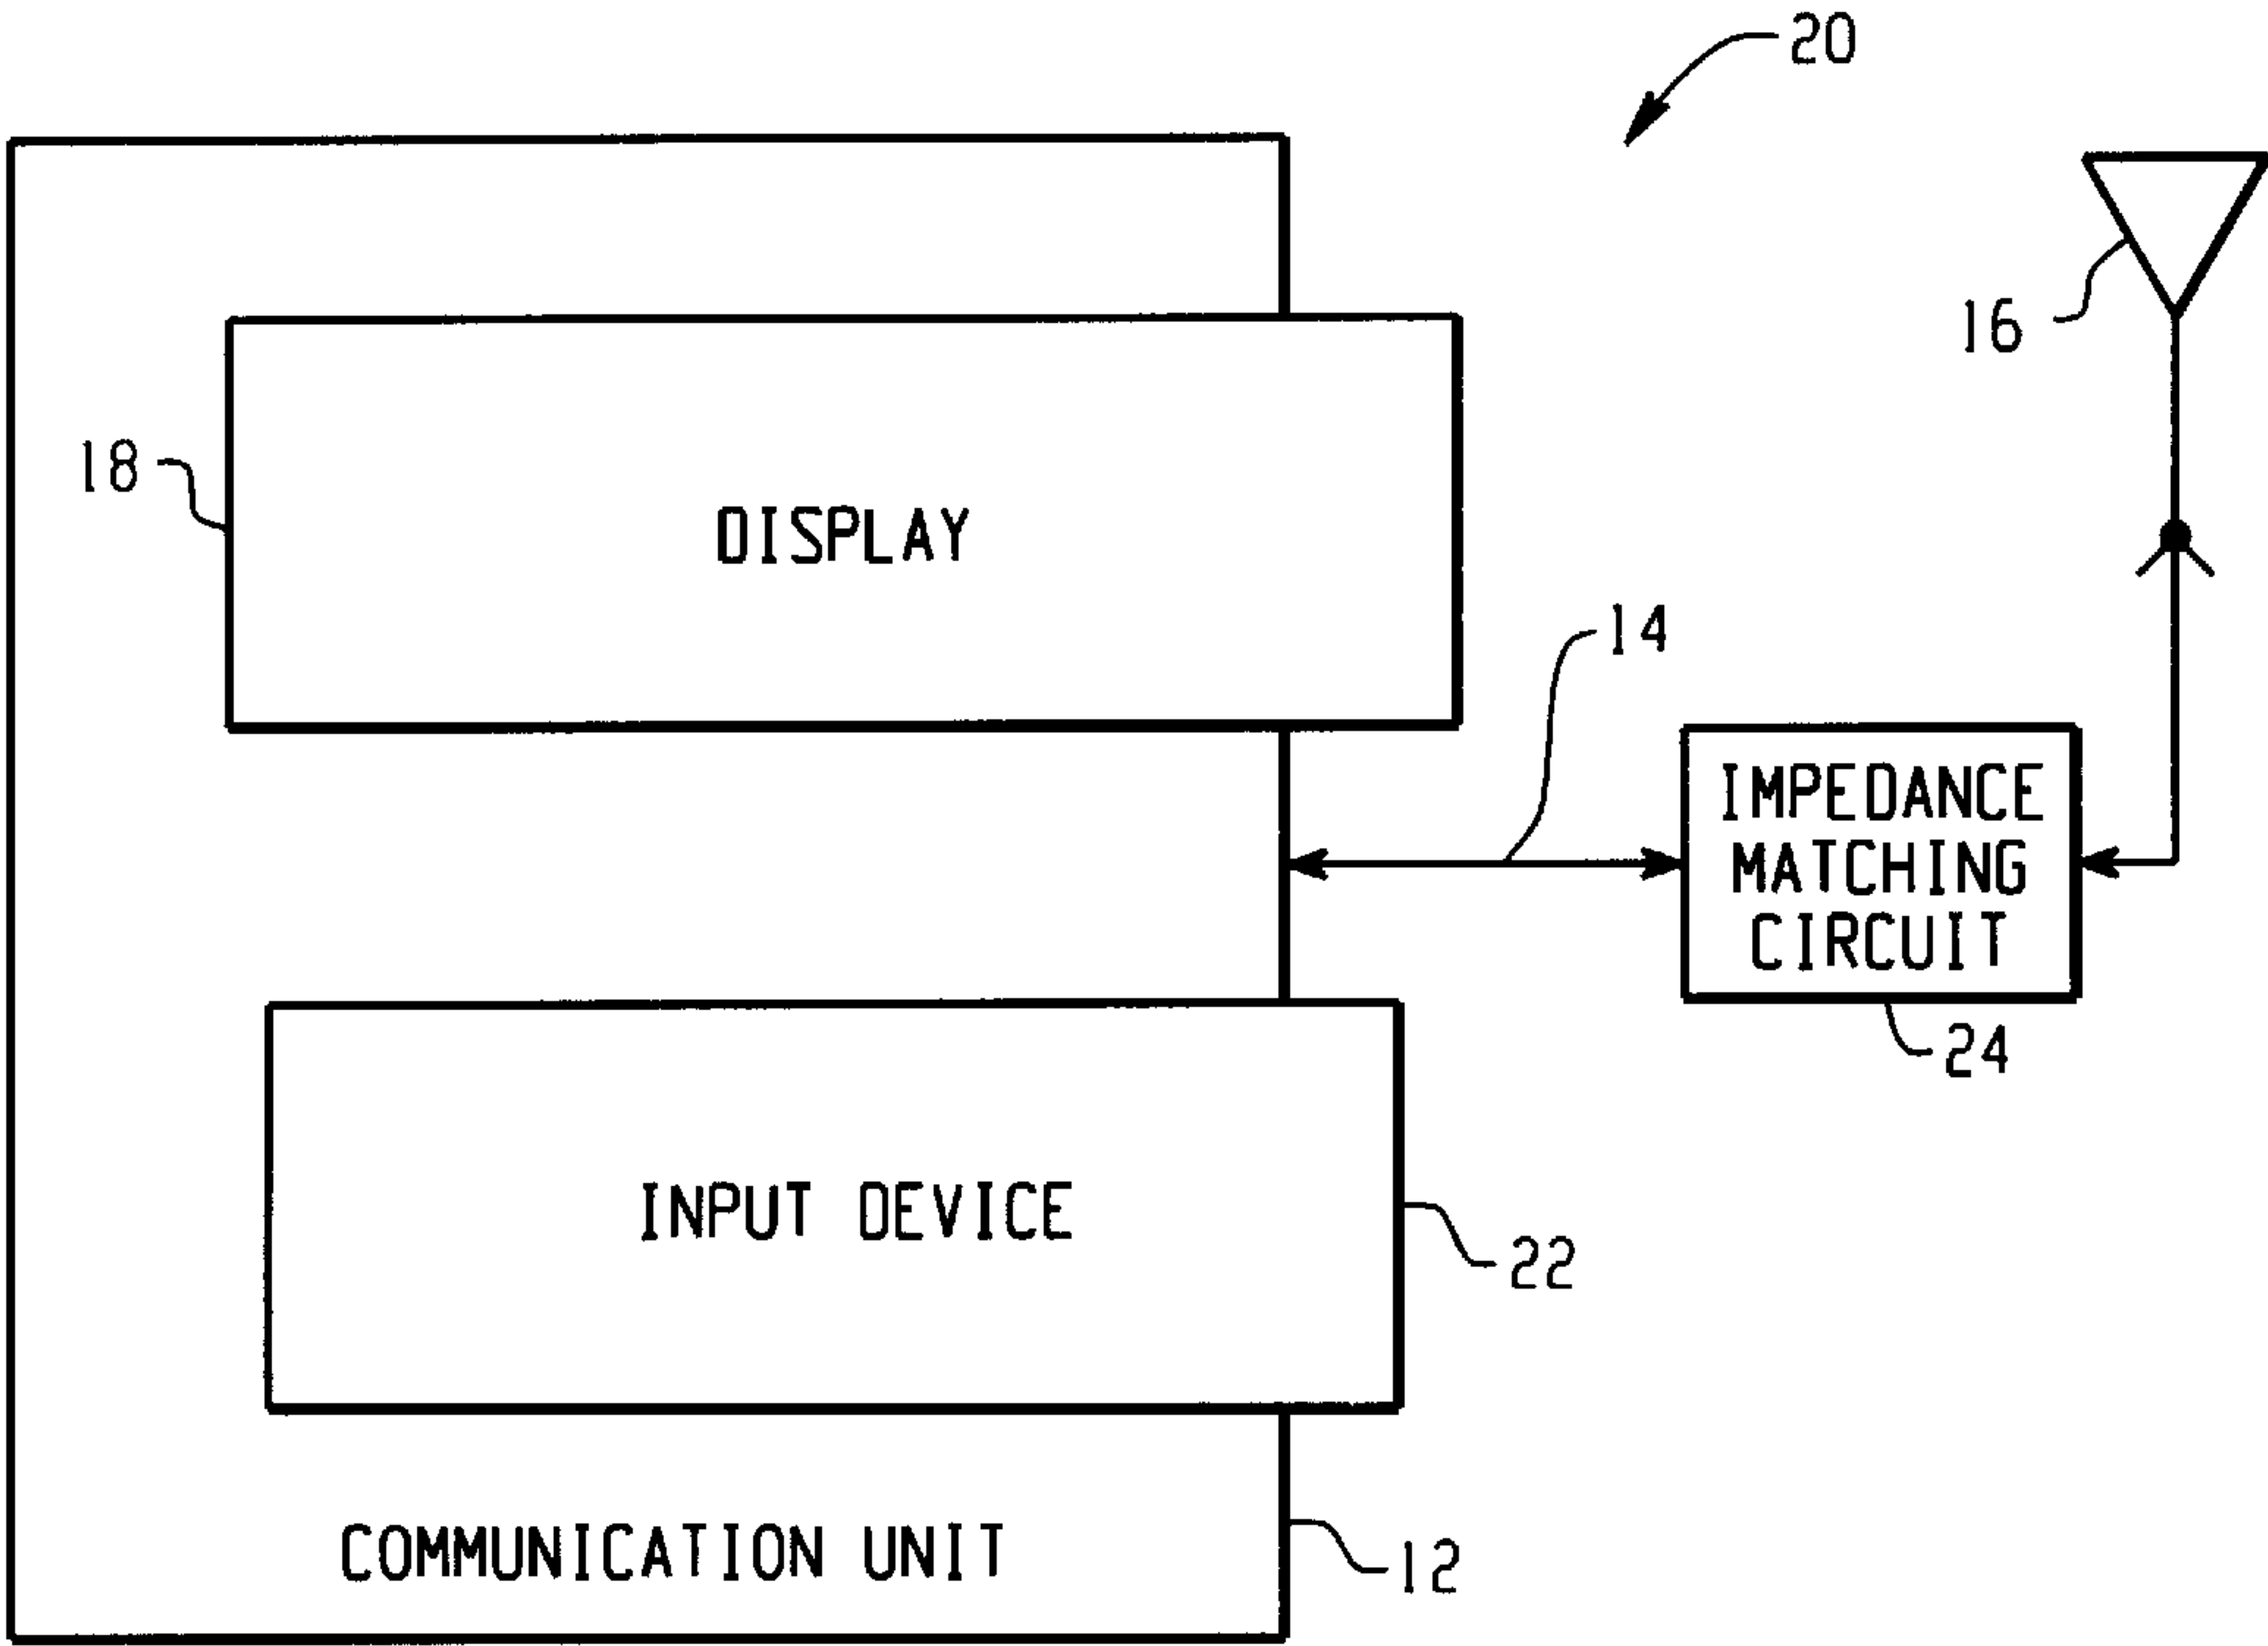 20
16
18
DISPLAY
14
IMPEDANCE
MATCHING
CIRCUIT
24
INPUT DEVICE
22
COMMUNICATION UNIT
12